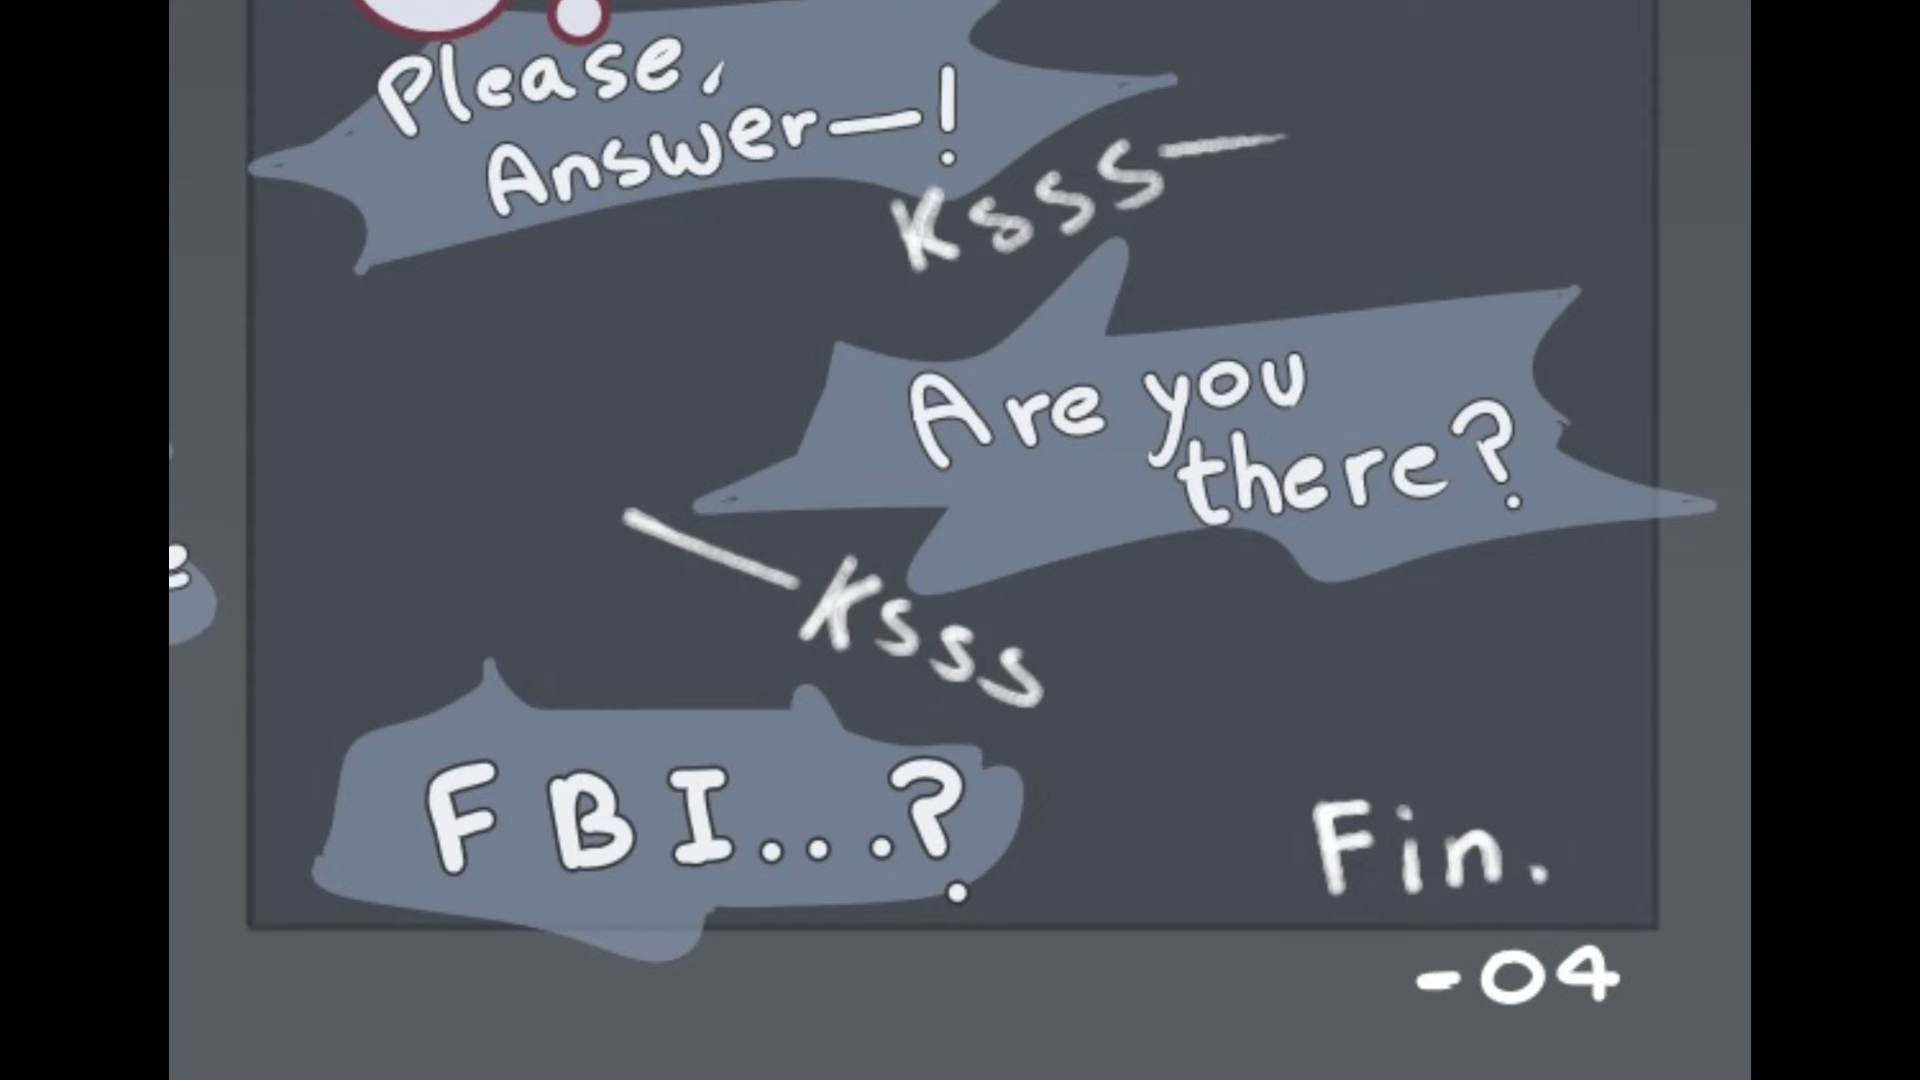 Please,
Answer—!
Ksss—
Are you
there?
—Ksss
FBI...?
Fin.
-04